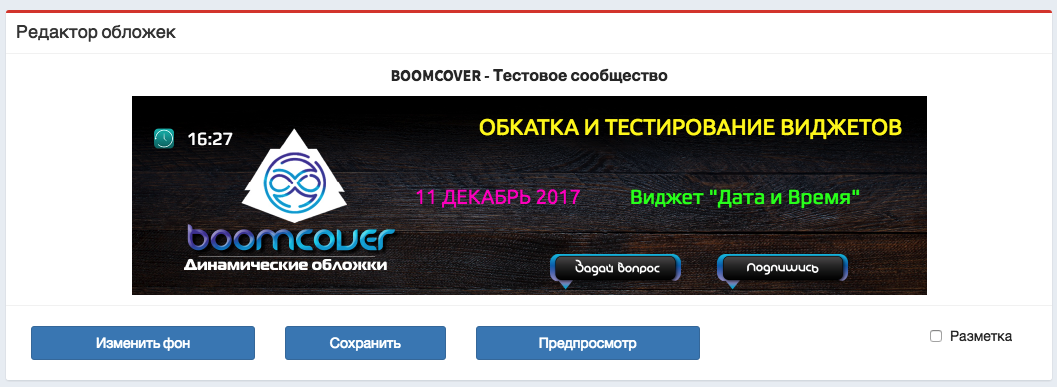 Редактор обложек
BOOMCOVER - Тестовое сообщество
16:27
ОБКАТКА И ТЕСТИРОВАНИЕ ВИДЖЕТОВ
11 ДЕКАБРЬ 2017
Виджет "Дата и Время"
boomcover
Динамические обложки
Задай вопрос
Подпишись
Изменить фон
Сохранить
Предпросмотр
Разметка